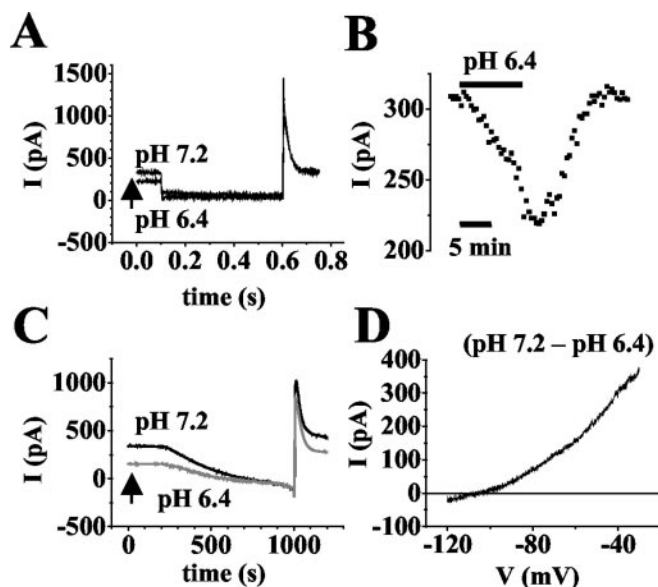 A
1500
1000
500
0
-500
I (pA)
pH 7.2
pH 6.4
0.0 0.2 0.4 0.6 0.8
time (s)
B
pH 6.4
300
250
200
I (pA)
5 min
C
1000
500
0
-500
I (pA)
pH 7.2
pH 6.4
0 500 1000
time (s)
D
(pH 7.2 – pH 6.4)
400
300
200
100
0
-100
I (pA)
-120 -80 -40
V (mV)